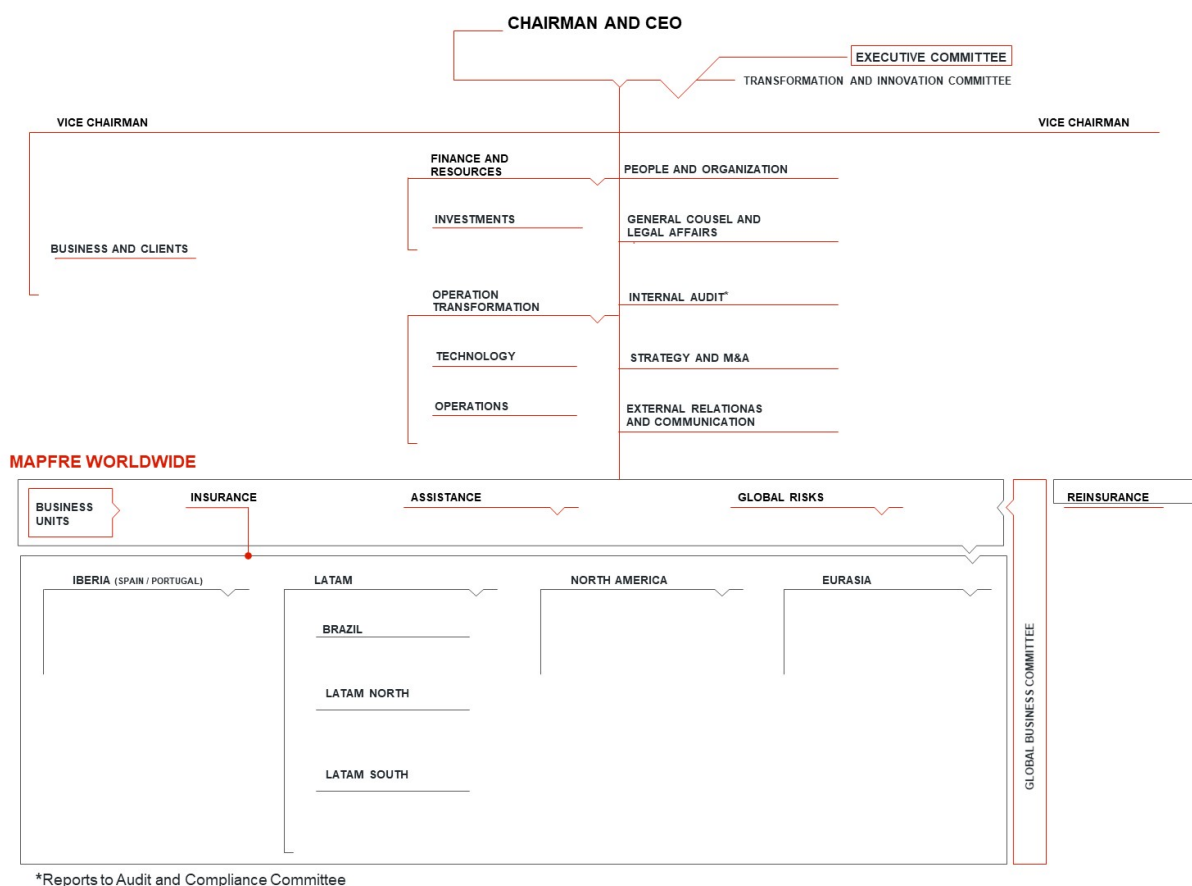 CHAIRMAN AND CEO
EXECUTIVE COMMITTEE
TRANSFORMATION AND INNOVATION COMMITTEE
VICE CHAIRMAN
VICE CHAIRMAN
FINANCE AND
RESOURCES
PEOPLE AND ORGANIZATION
INVESTMENTS
GENERAL COUSEL AND
LEGAL AFFAIRS
BUSINESS AND CLIENTS
OPERATION
TRANSFORMATION
INTERNAL AUDIT*
TECHNOLOGY
STRATEGY AND M&A
OPERATIONS
EXTERNAL RELATIONAS
AND COMMUNICATION
MAPFRE WORLDWIDE
BUSINESS
UNITS
INSURANCE
ASSISTANCE
GLOBAL RISKS
REINSURANCE
IBERIA (SPAIN / PORTUGAL)
LATAM
NORTH AMERICA
EURASIA
BRAZIL
LATAM NORTH
LATAM SOUTH
GLOBAL BUSINESS COMMITTEE
*Reports to Audit and Compliance Committee